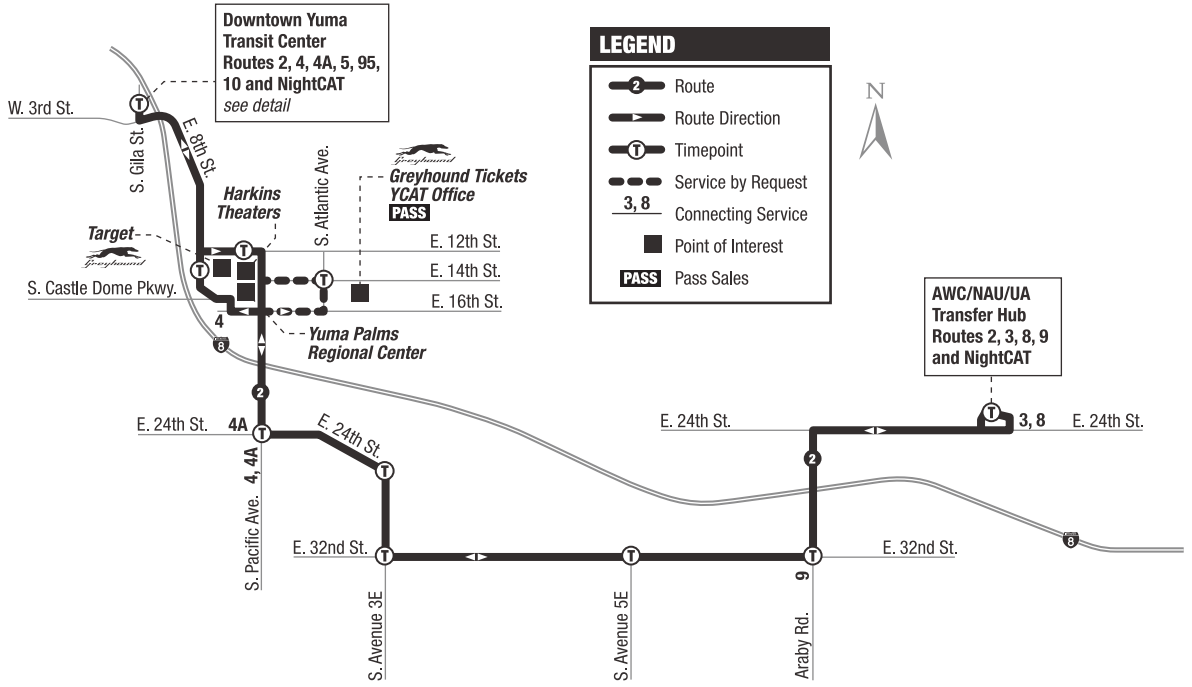 Downtown Yuma
Transit Center
Routes 2, 4, 4A, 5, 95,
10 and NightCAT
see detail
LEGEND
2 Route
Route Direction
T Timepoint
Service by Request
3, 8 Connecting Service
Point of Interest
PASS Pass Sales
N
W. 3rd St.
T
S. Gila St.
E. 8th St.
Greyhound
Greyhound Tickets
YCAT Office
PASS
Harkins
Theaters
S. Atlantic Ave.
Target
Greyhound
T
E. 12th St.
T
T
E. 14th St.
S. Castle Dome Pkwy.
E. 16th St.
4
8
Yuma Palms
Regional Center
AWC/NAU/UA
Transfer Hub
Routes 2, 3, 8, 9
and NightCAT
2
E. 24th St.
4A
T
E. 24th St.
E. 24th St.
T
3, 8
E. 24th St.
4, 4A
S. Pacific Ave.
T
2
E. 32nd St.
T
T
T
E. 32nd St.
8
9
S. Avenue 3E
S. Avenue 5E
Araby Rd.